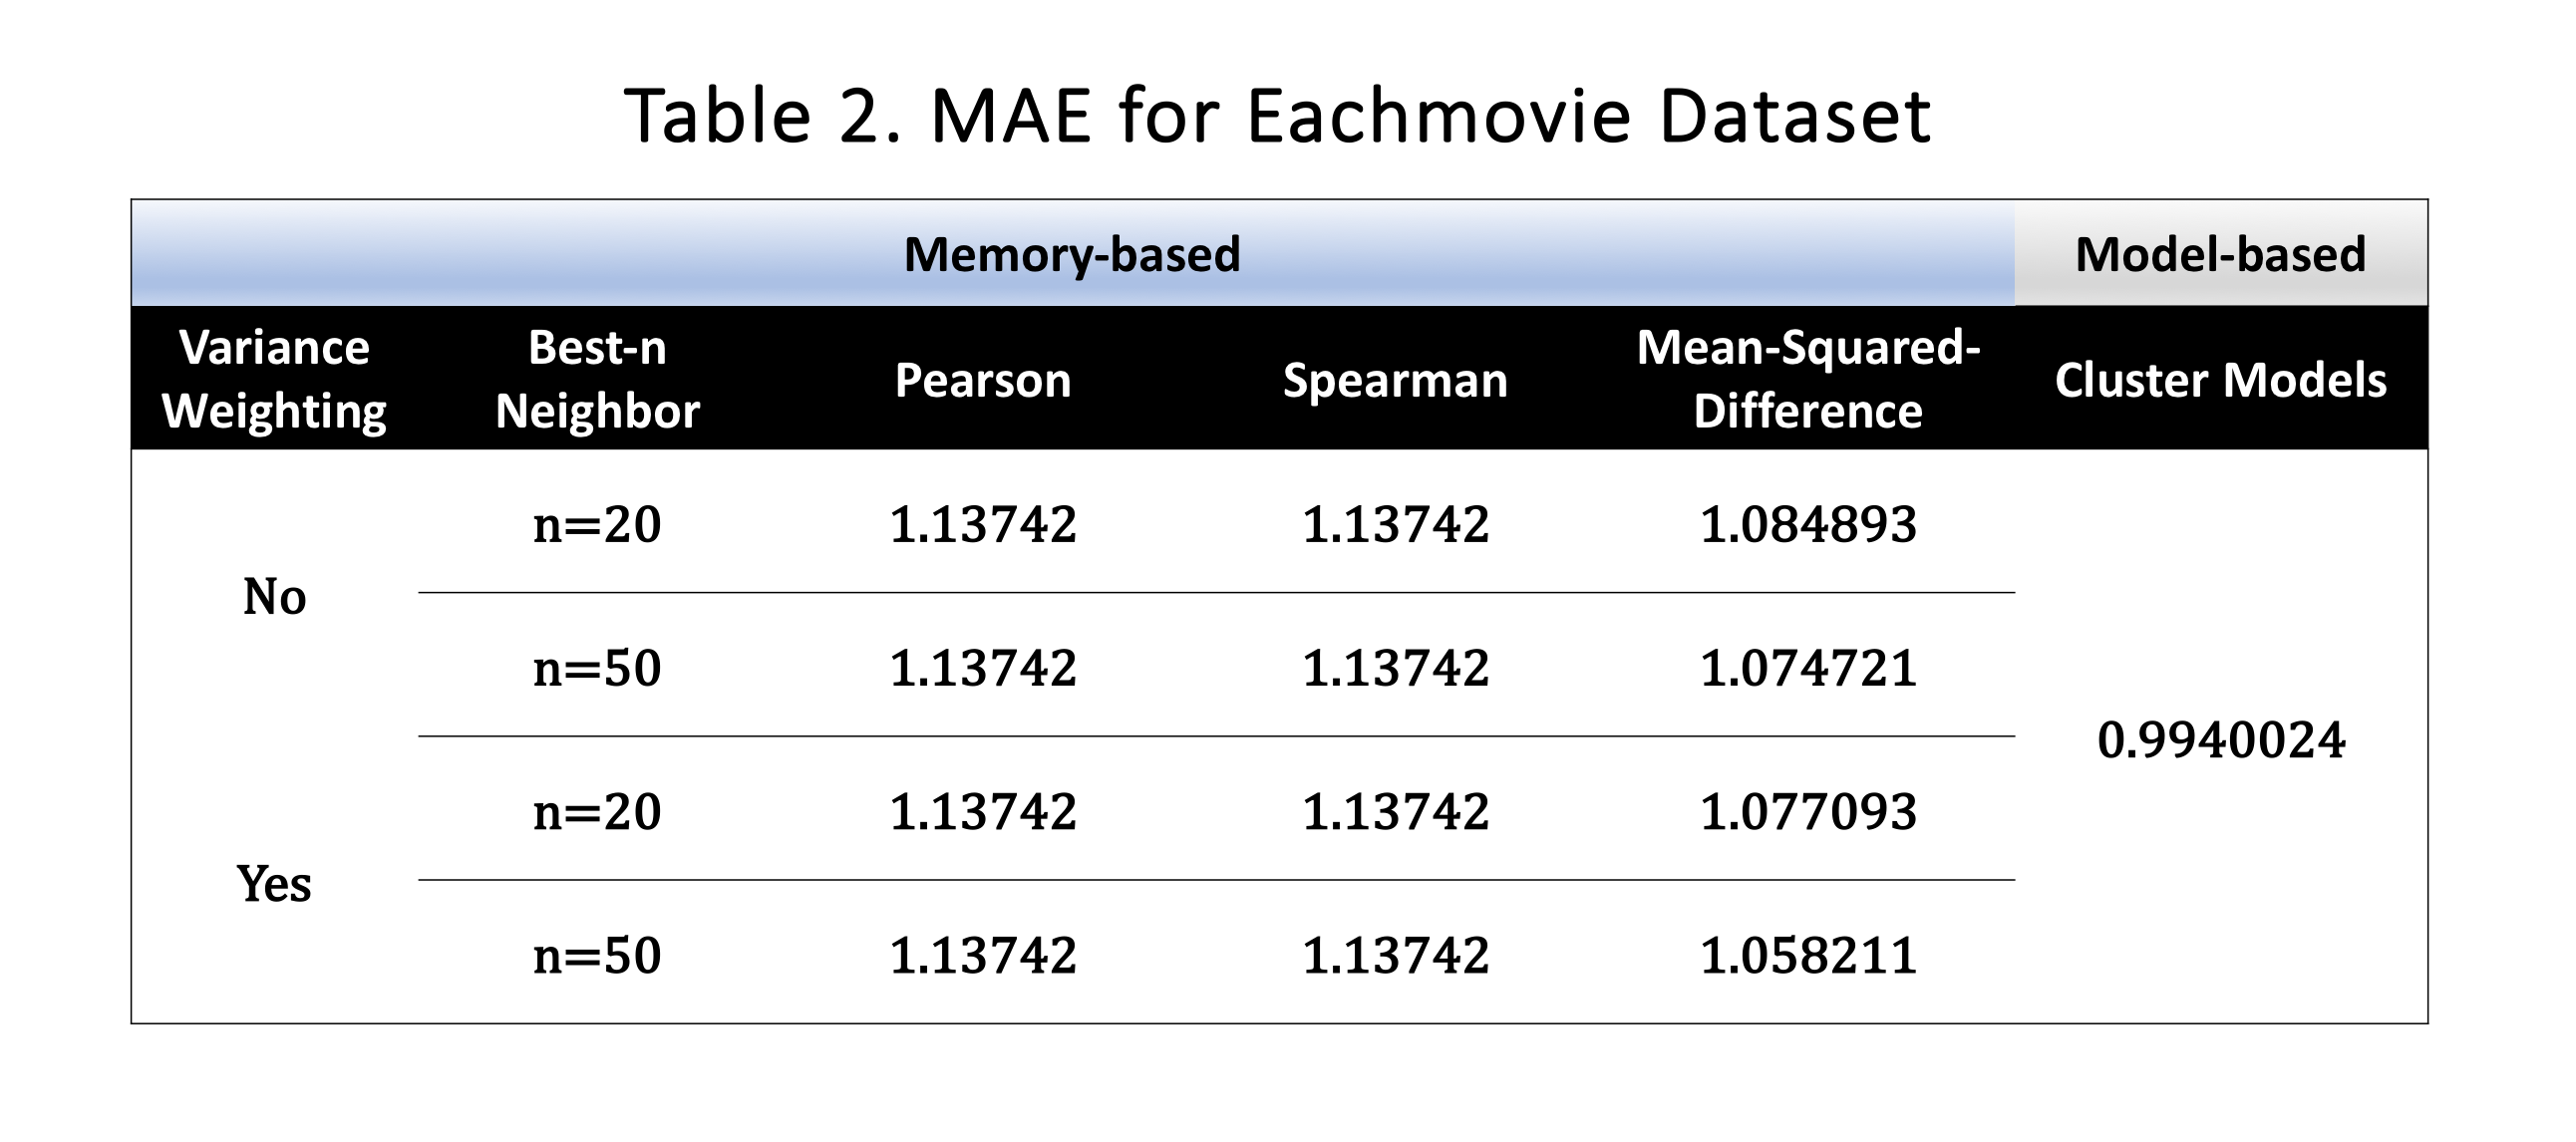 Table 2. MAE for Eachmovie Dataset
Memory-based Model-based
Variance Weighting Best-n Neighbor Pearson Spearman Mean-Squared-Difference Cluster Models
No n=20 1.13742 1.13742 1.084893
n=50 1.13742 1.13742 1.074721
0.9940024
Yes n=20 1.13742 1.13742 1.077093
n=50 1.13742 1.13742 1.058211